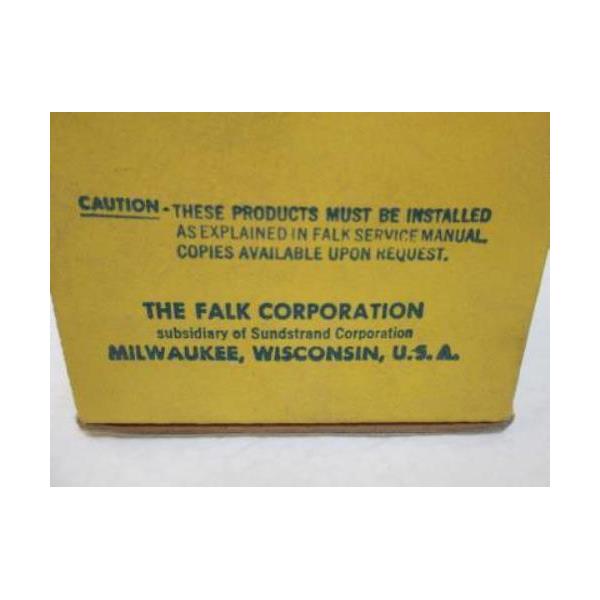 CAUTION - THESE PRODUCTS MUST BE INSTALLED
AS EXPLAINED IN FALK SERVICE MANUAL.
COPIES AVAILABLE UPON REQUEST.
THE FALK CORPORATION
subsidiary of Sundstrand Corporation
MILWAUKEE, WISCONSIN, U.S.A.